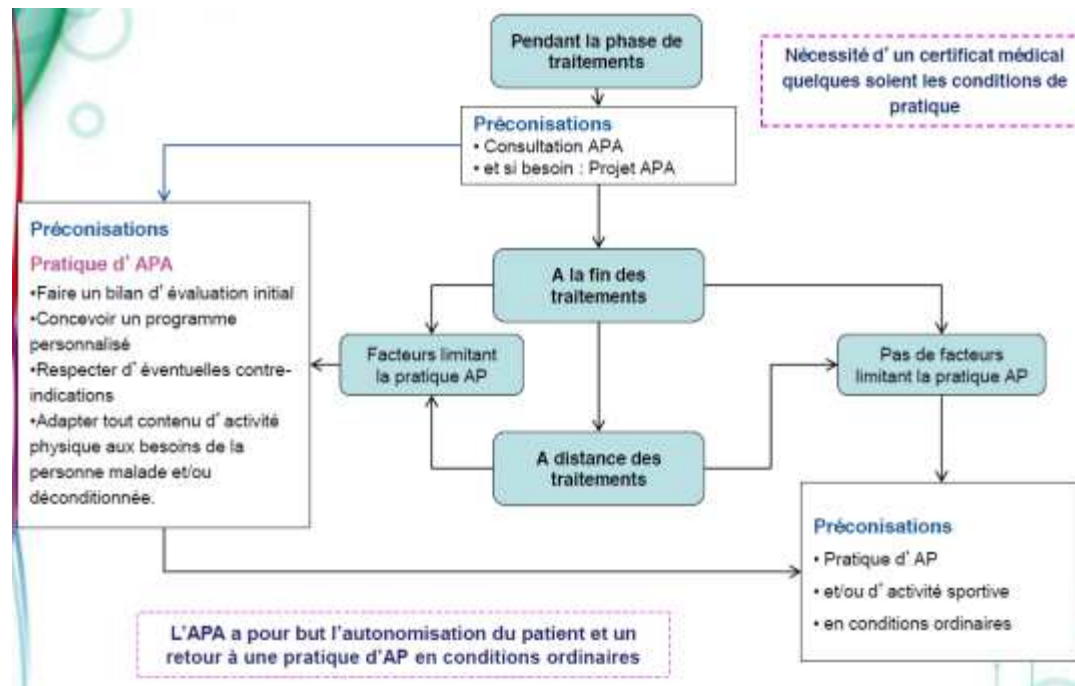 Pendant la phase de
traitements
Nécessité d' un certificat médical
quelques soient les conditions de
pratique
Préconisations
• Consultation APA
• et si besoin : Projet APA
Préconisations
Pratique d' APA
•Faire un bilan d' évaluation initial
•Concevoir un programme
personnalisé
•Respecter d' éventuelles contre-
indications
•Adapter tout contenu d' activité
physique aux besoins de la
personne malade et/ou
déconditionnée.
A la fin des
traitements
Facteurs limitant
la pratique AP
Pas de facteurs
limitant la pratique AP
A distance des
traitements
Préconisations
• Pratique d' AP
• et/ou d' activité sportive
• en conditions ordinaires
L'APA a pour but l'autonomisation du patient et un
retour à une pratique d'AP en conditions ordinaires